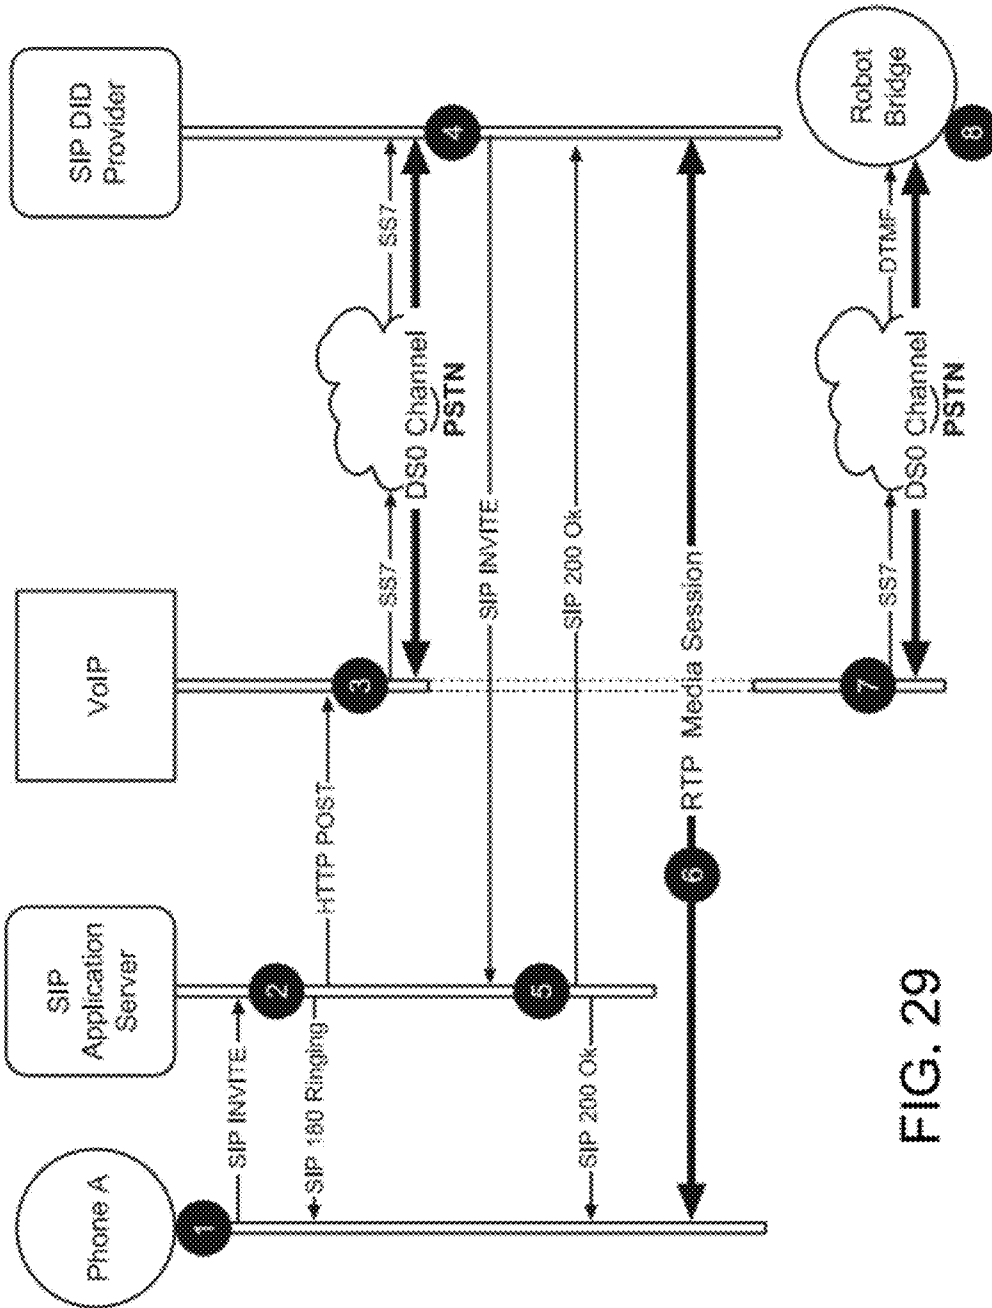 Phone A
SIP
Application
Server
VoIP
SIP DID
Provider
1
SIP INVITE
2
SIP 180 Ringing
HTTP POST
3
SS7
SS7
DS0 Channel
PSTN
4
SIP INVITE
5
SIP 200 Ok
SIP 200 Ok
6
RTP Media Session
7
SS7
DTMF
DS0 Channel
PSTN
Robot
Bridge
8
FIG. 29